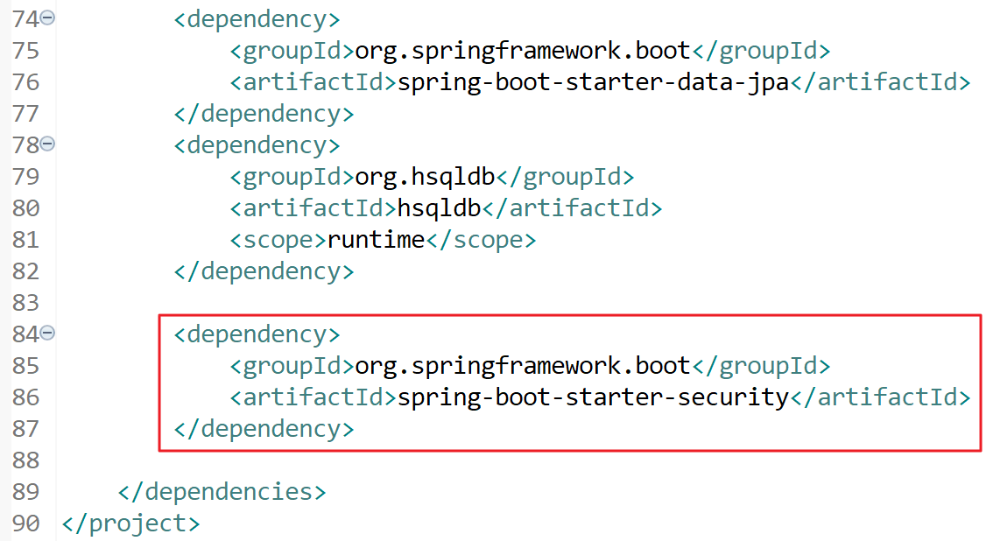 74 <dependency>
75 <groupId>org.springframework.boot</groupId>
76 <artifactId>spring-boot-starter-data-jpa</artifactId>
77 </dependency>
78 <dependency>
79 <groupId>org.hsqldb</groupId>
80 <artifactId>hsqldb</artifactId>
81 <scope>runtime</scope>
82 </dependency>
83
84 <dependency>
85 <groupId>org.springframework.boot</groupId>
86 <artifactId>spring-boot-starter-security</artifactId>
87 </dependency>
88
89 </dependencies>
90 </project>